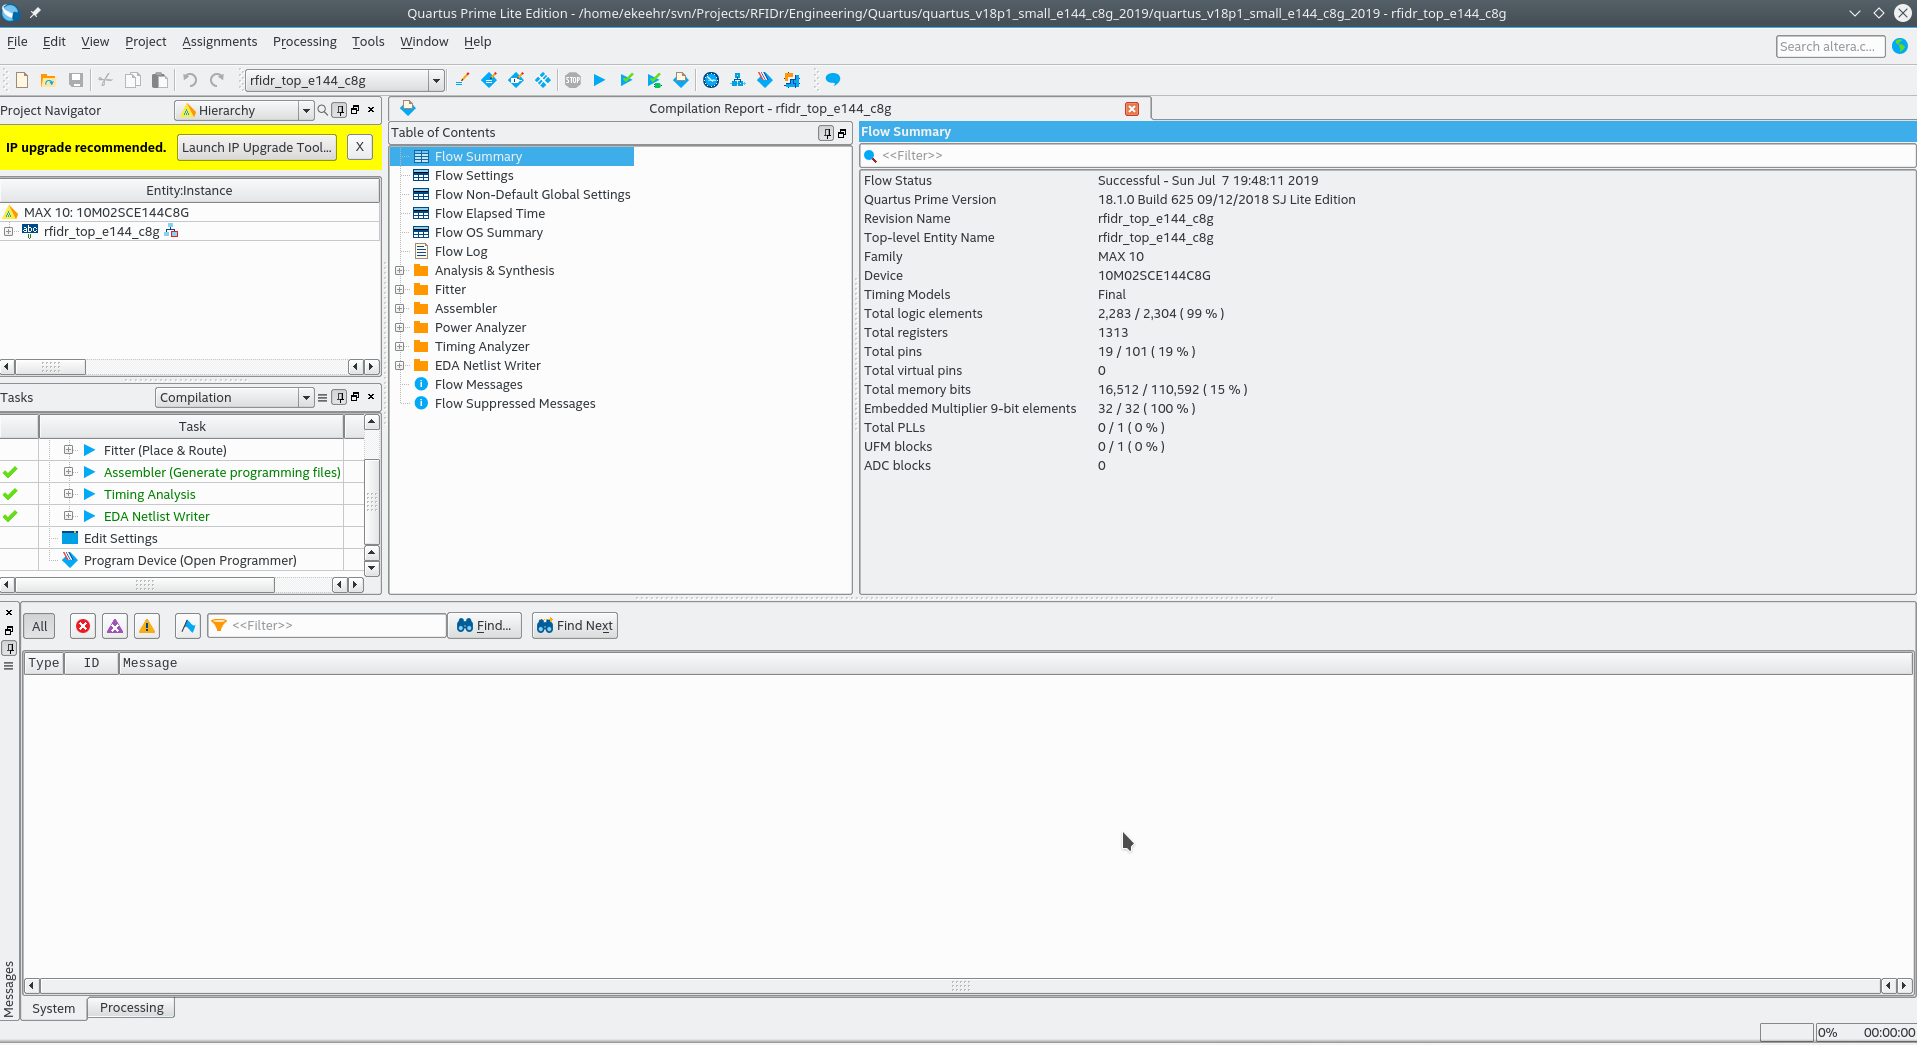 Quartus Prime Lite Edition - /home/ekeehr/svn/Projects/RFIDr/Engineering/Quartus/quartus_v18p1_small_e144_c8g_2019/quartus_v18p1_small_e144_c8g_2019 - rfidr_top_e144_c8g
File Edit View Project Assignments Processing Tools Window Help
Search altera.c...
STOP
rfidr_top_e144_c8g
Project Navigator
Hierarchy
IP upgrade recommended.
Launch IP Upgrade Tool...
X
Entity:Instance
MAX 10: 10M02SCE144C8G
abc
rfidr_top_e144_c8g
Tasks
Compilation
Task
Fitter (Place & Route)
Assembler (Generate programming files)
Timing Analysis
EDA Netlist Writer
Edit Settings
Program Device (Open Programmer)
Compilation Report - rfidr_top_e144_c8g
Table of Contents
Flow Summary
Flow Settings
Flow Non-Default Global Settings
Flow Elapsed Time
Flow OS Summary
Flow Log
Analysis & Synthesis
Fitter
Assembler
Power Analyzer
Timing Analyzer
EDA Netlist Writer
Flow Messages
Flow Suppressed Messages
Flow Summary
<<Filter>>
Flow Status Successful - Sun Jul 7 19:48:11 2019
Quartus Prime Version 18.1.0 Build 625 09/12/2018 SJ Lite Edition
Revision Name rfidr_top_e144_c8g
Top-level Entity Name rfidr_top_e144_c8g
Family MAX 10
Device 10M02SCE144C8G
Timing Models Final
Total logic elements 2,283 / 2,304 ( 99 % )
Total registers 1313
Total pins 19 / 101 ( 19 % )
Total virtual pins 0
Total memory bits 16,512 / 110,592 ( 15 % )
Embedded Multiplier 9-bit elements 32 / 32 ( 100 % )
Total PLLs 0 / 1 ( 0 % )
UFM blocks 0 / 1 ( 0 % )
ADC blocks 0
All
<<Filter>>
Find...
Find Next
Type ID Message
Messages
System Processing
0% 00:00:00